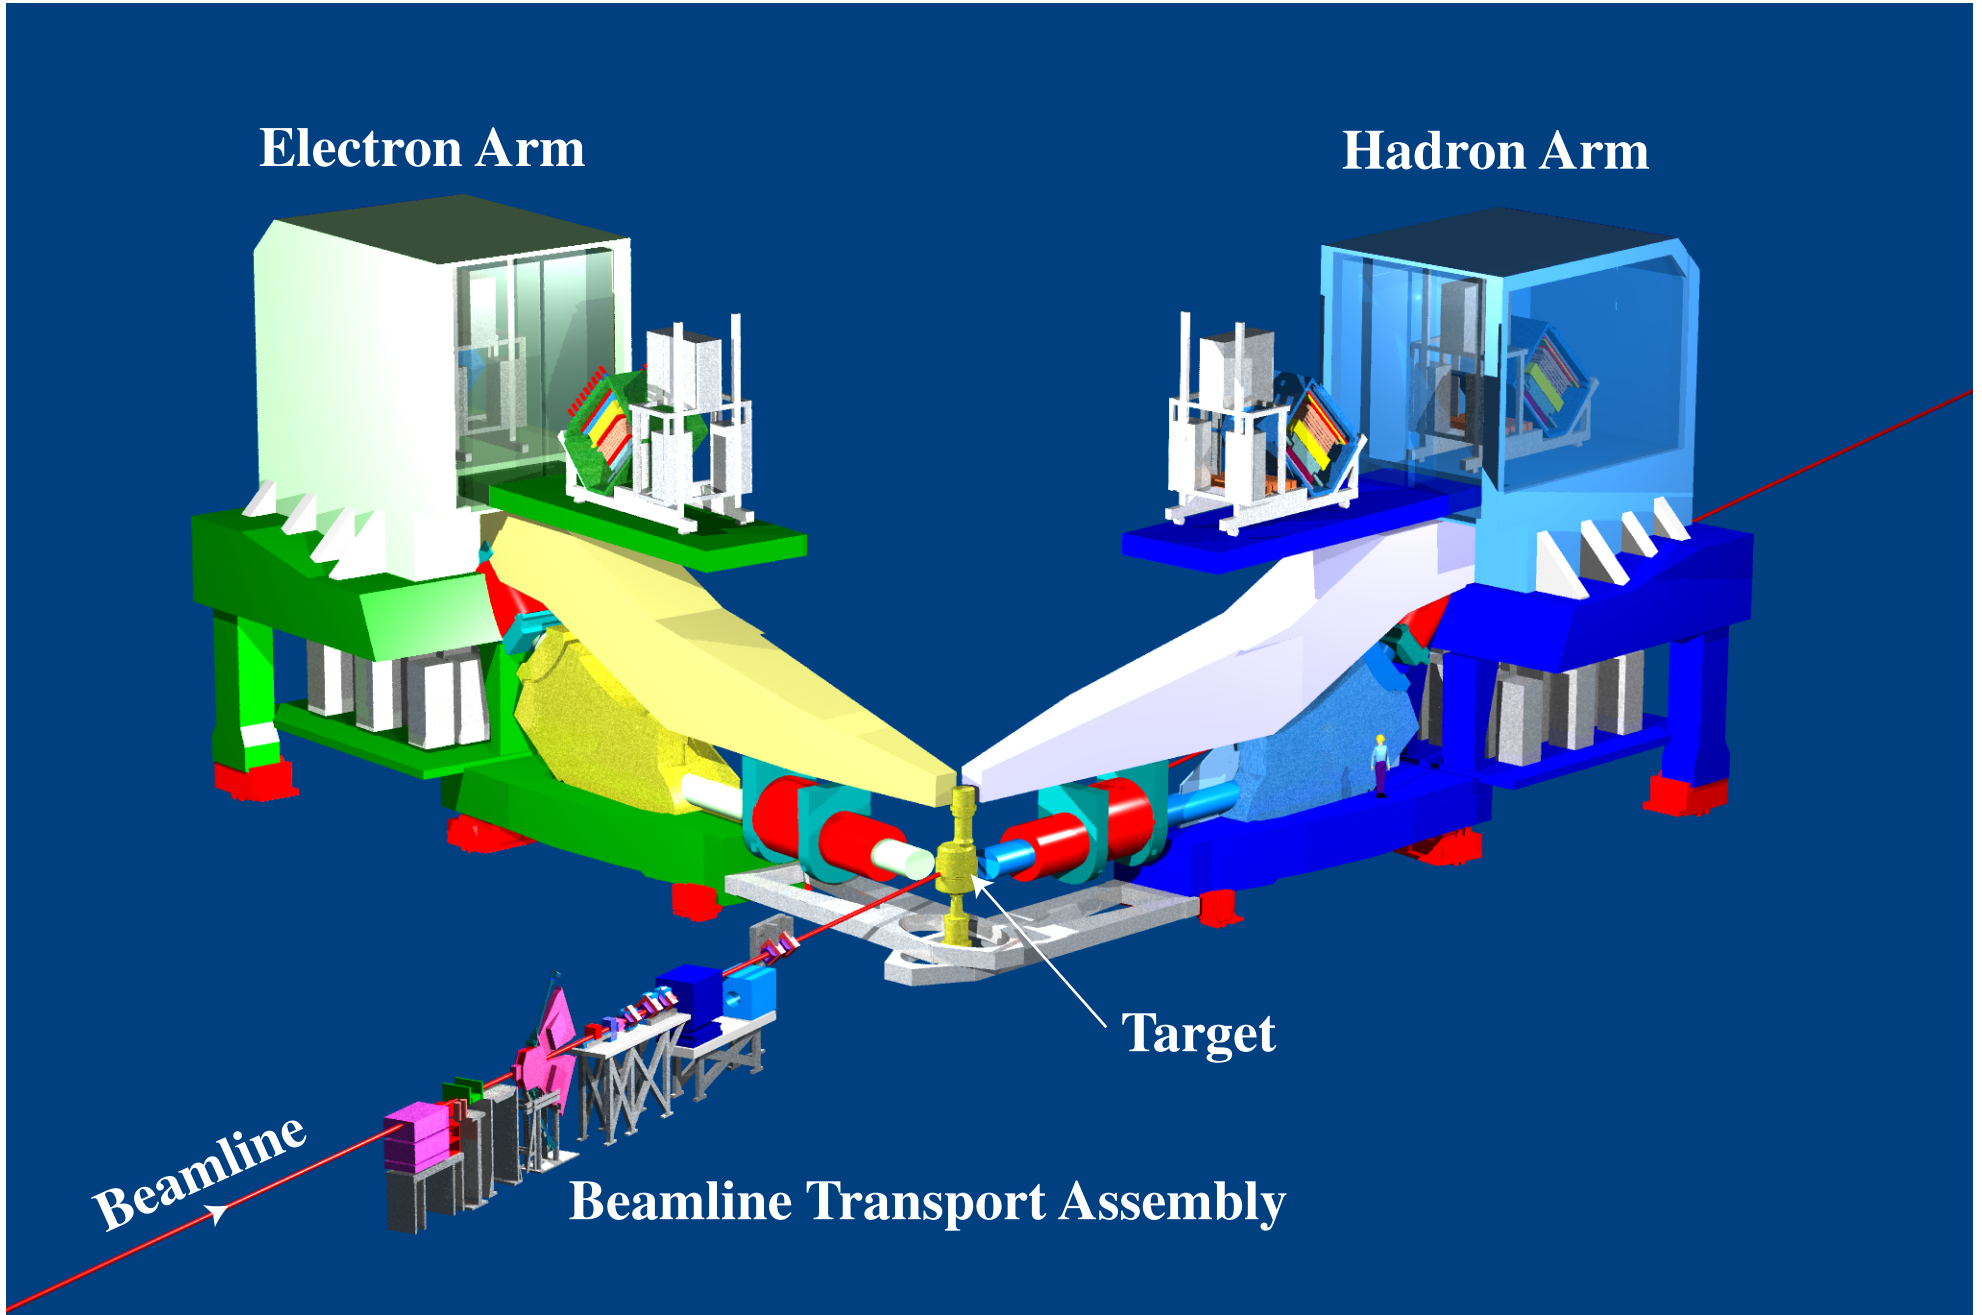 Electron Arm
Hadron Arm
Target
Beamline
Beamline Transport Assembly